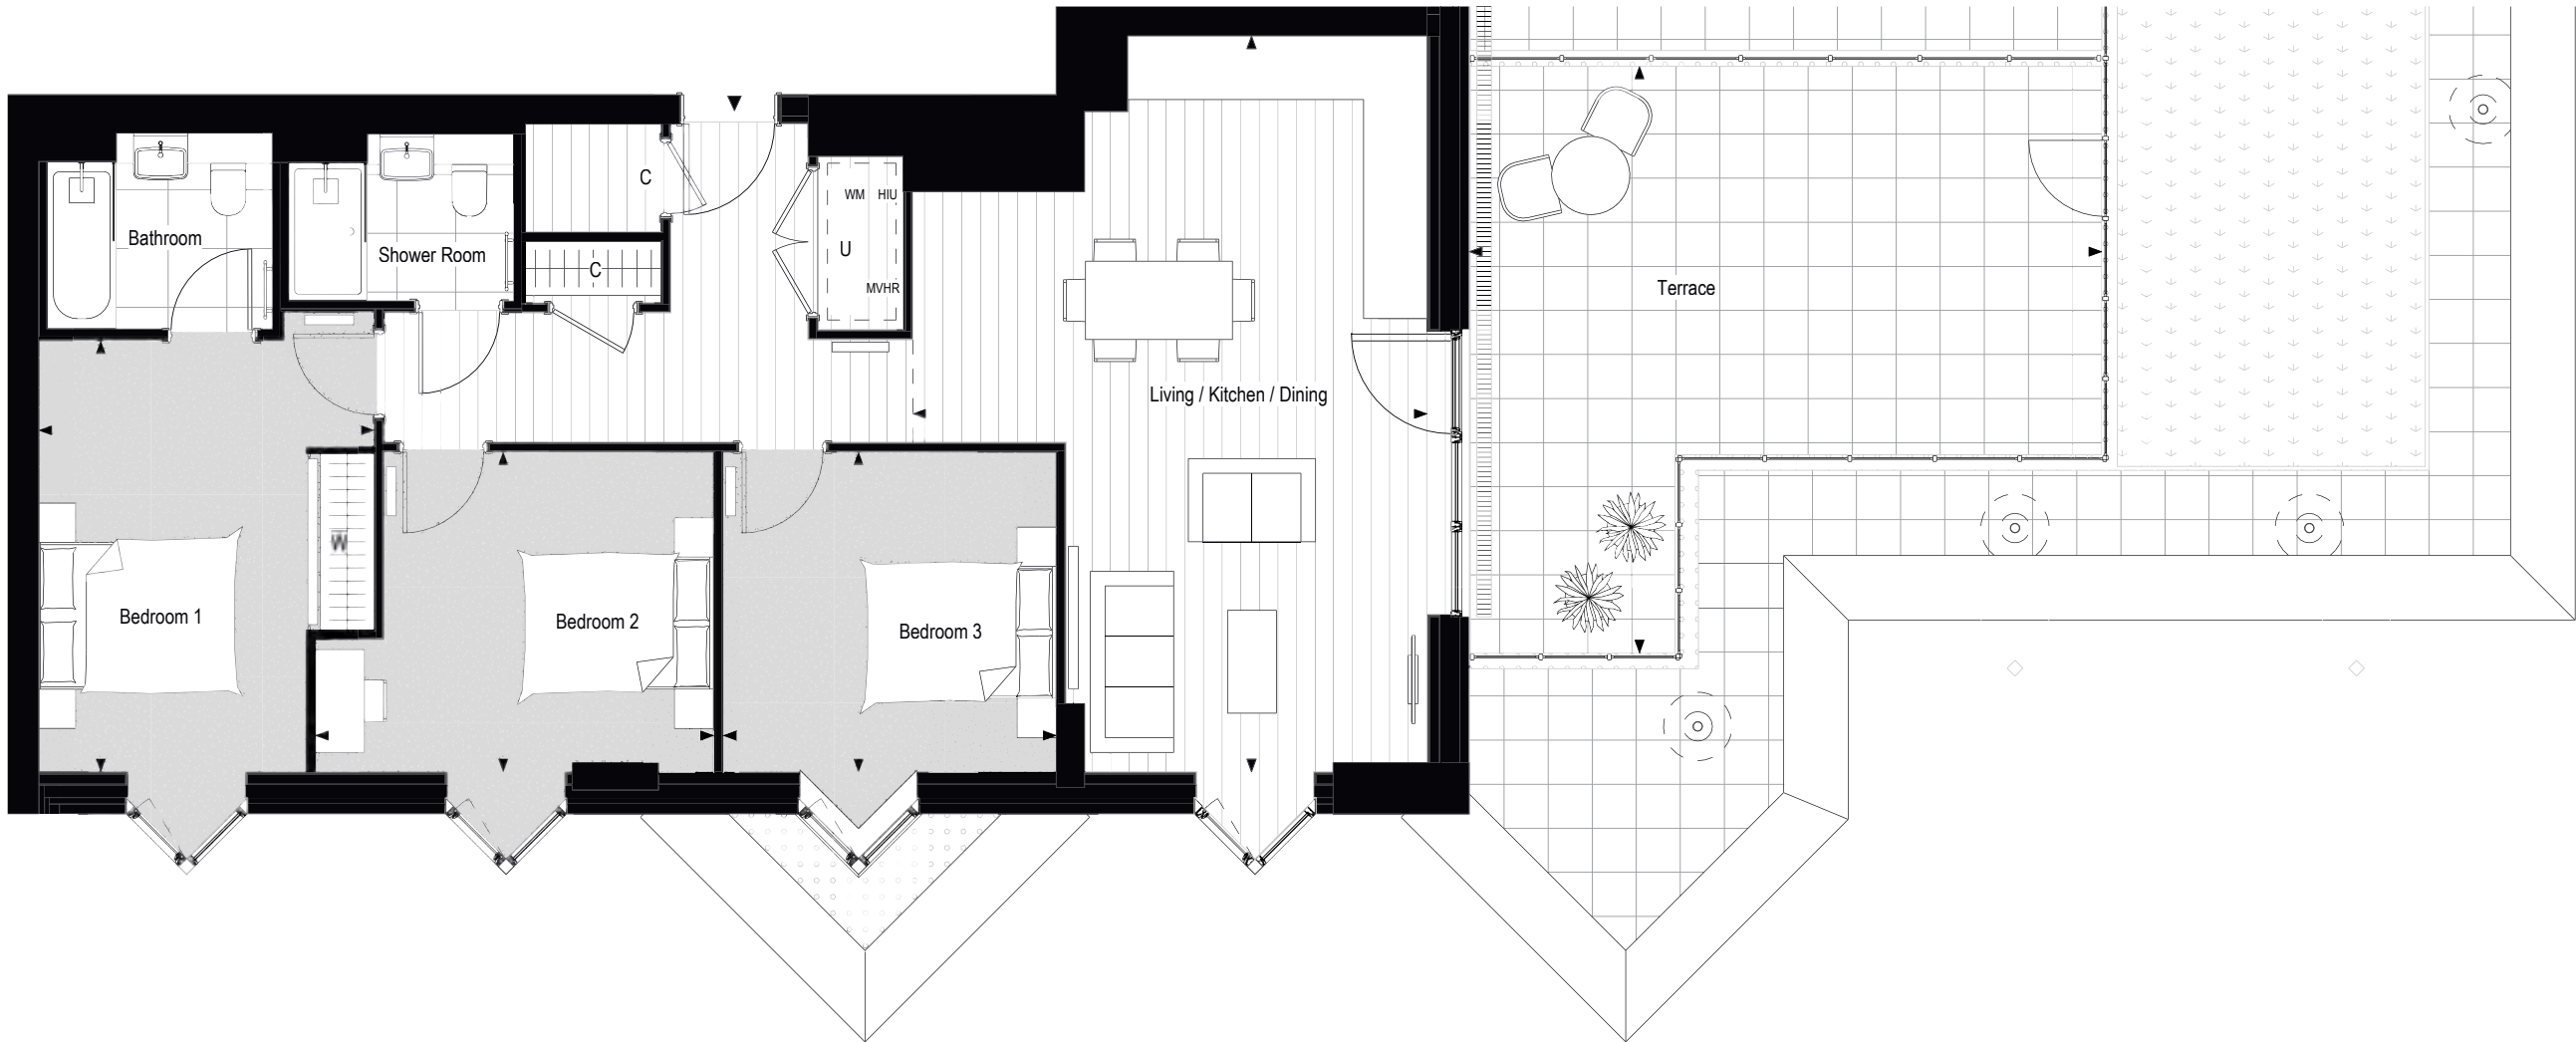 Bathroom
Shower Room
C
C
WM HIU
U
MVHR
Living / Kitchen / Dining
Terrace
Bedroom 1
W
Bedroom 2
Bedroom 3